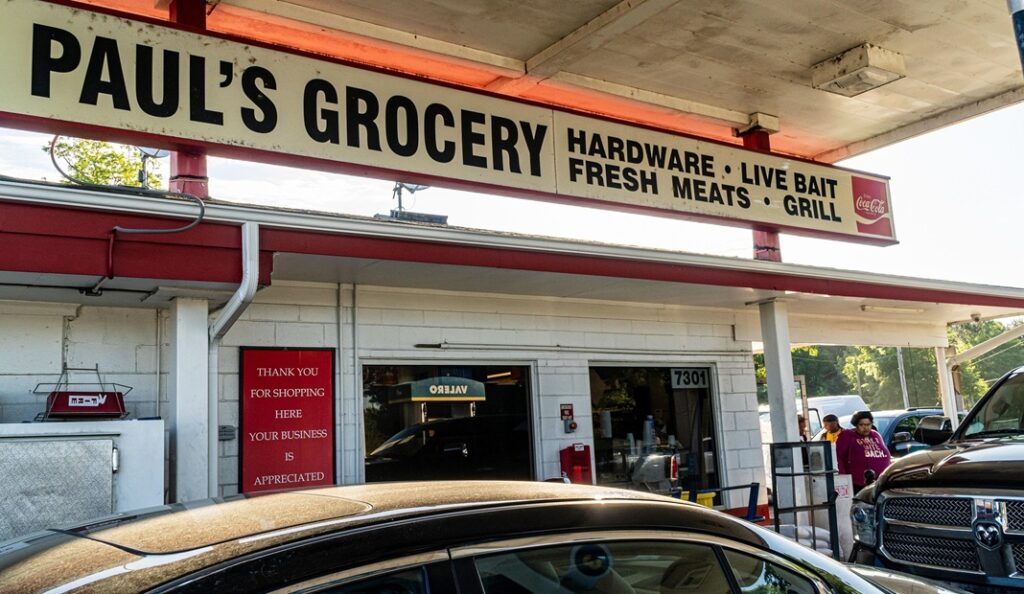 PAUL'S GROCERY
HARDWARE • LIVE BAIT
FRESH MEATS • GRILL
Coca-Cola
THANK YOU
FOR SHOPPING
HERE
YOUR BUSINESS
IS
APPRECIATED
VALERO
7301